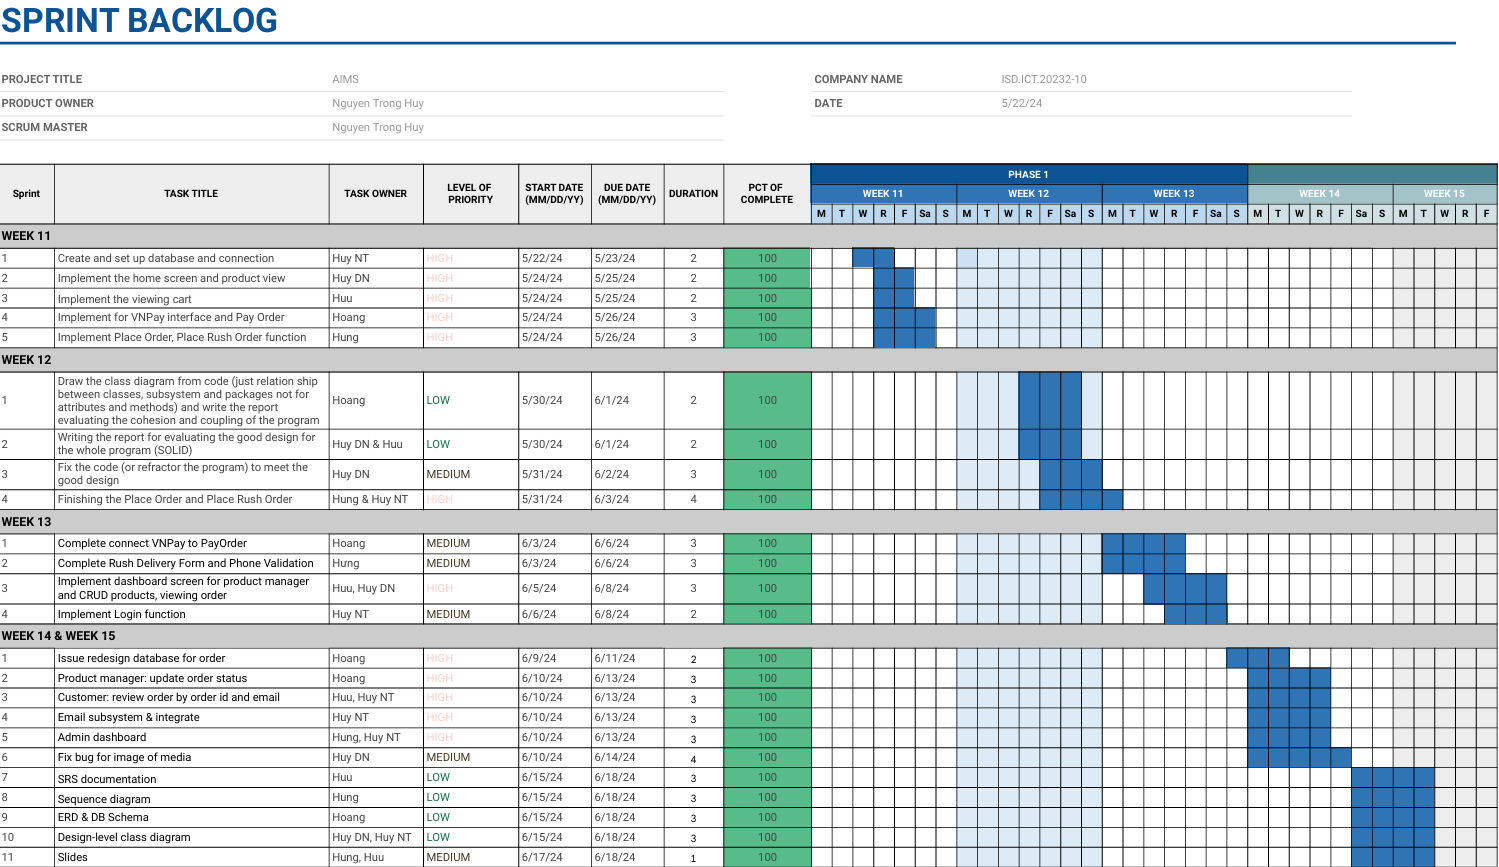 SPRINT BACKLOG
PROJECT TITLE AIMS COMPANY NAME ISD.ICT.20232-10
PRODUCT OWNER Nguyen Trong Huy DATE 5/22/24
SCRUM MASTER Nguyen Trong Huy
PHASE 1
Sprint TASK TITLE TASK OWNER LEVEL OF PRIORITY START DATE (MM/DD/YY) DUE DATE (MM/DD/YY) DURATION PCT OF COMPLETE WEEK 11 WEEK 12 WEEK 13 WEEK 14 WEEK 15
M T W R F Sa S M T W R F Sa S M T W R F Sa S M T W R F Sa S M T W R F
WEEK 11
1 Create and set up database and connection Huy NT HIGH 5/22/24 5/23/24 2 100
2 Implement the home screen and product view Huy DN HIGH 5/24/24 5/25/24 2 100
3 Implement the viewing cart Huu HIGH 5/24/24 5/25/24 2 100
4 Implement for VNPay interface and Pay Order Hoang HIGH 5/24/24 5/26/24 3 100
5 Implement Place Order, Place Rush Order function Hung HIGH 5/24/24 5/26/24 3 100
WEEK 12
Draw the class diagram from code (just relation ship
between classes, subsystem and packages not for
1 attributes and methods) and write the report Hoang LOW 5/30/24 6/1/24 2 100
evaluating the cohesion and coupling of the program
2 Writing the report for evaluating the good design for Huy DN & Huu LOW 5/30/24 6/1/24 2 100
the whole program (SOLID)
3 Fix the code (or refractor the program) to meet the Huy DN MEDIUM 5/31/24 6/2/24 3 100
good design
4 Finishing the Place Order and Place Rush Order Hung & Huy NT HIGH 5/31/24 6/3/24 4 100
WEEK 13
1 Complete connect VNPay to PayOrder Hoang MEDIUM 6/3/24 6/6/24 3 100
2 Complete Rush Delivery Form and Phone Validation Hung MEDIUM 6/3/24 6/6/24 3 100
3 Implement dashboard screen for product manager Huu, Huy DN HIGH 6/5/24 6/8/24 3 100
and CRUD products, viewing order
4 Implement Login function Huy NT MEDIUM 6/6/24 6/8/24 2 100
WEEK 14 & WEEK 15
1 Issue redesign database for order Hoang HIGH 6/9/24 6/11/24 2 100
2 Product manager: update order status Hoang HIGH 6/10/24 6/13/24 3 100
3 Customer: review order by order id and email Huu, Huy NT HIGH 6/10/24 6/13/24 3 100
4 Email subsystem & integrate Huy NT HIGH 6/10/24 6/13/24 3 100
5 Admin dashboard Hung, Huy NT HIGH 6/10/24 6/13/24 3 100
6 Fix bug for image of media Huy DN MEDIUM 6/10/24 6/14/24 4 100
7 SRS documentation Huu LOW 6/15/24 6/18/24 3 100
8 Sequence diagram Hung LOW 6/15/24 6/18/24 3 100
9 ERD & DB Schema Hoang LOW 6/15/24 6/18/24 3 100
10 Design-level class diagram Huy DN, Huy NT LOW 6/15/24 6/18/24 3 100
11 Slides Hung, Huu MEDIUM 6/17/24 6/18/24 1 100